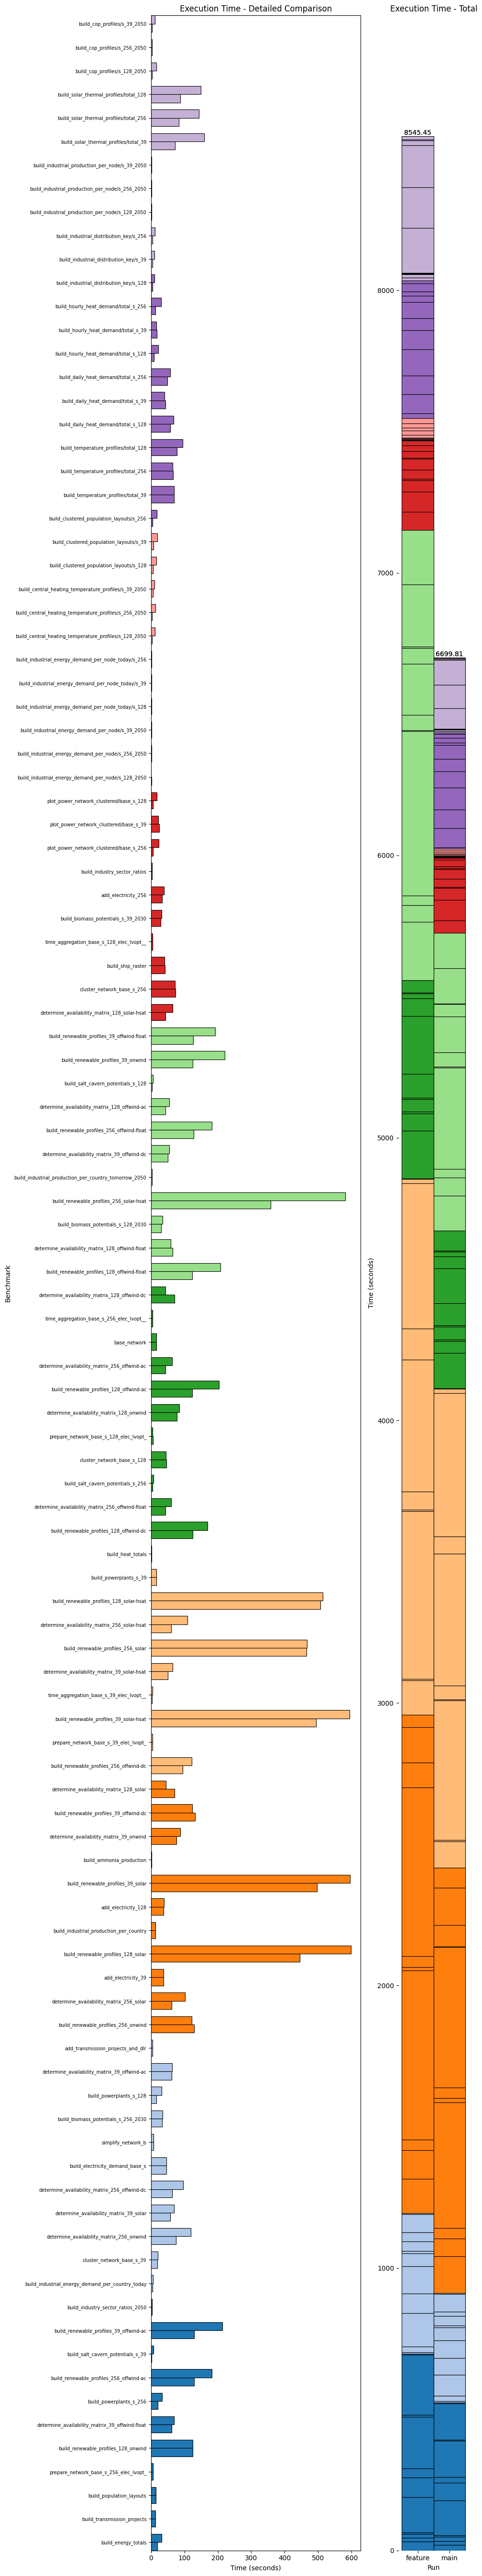 Execution Time - Detailed Comparison
build_cop_profiles/s_39_2050
build_cop_profiles/s_256_2050
build_cop_profiles/s_128_2050
build_solar_thermal_profiles/total_128
build_solar_thermal_profiles/total_256
build_solar_thermal_profiles/total_39
build_industrial_production_per_node/s_39_2050
build_industrial_production_per_node/s_256_2050
build_industrial_production_per_node/s_128_2050
build_industrial_distribution_key/s_256
build_industrial_distribution_key/s_39
build_industrial_distribution_key/s_128
build_hourly_heat_demand/total_s_256
build_hourly_heat_demand/total_s_39
build_hourly_heat_demand/total_s_128
build_daily_heat_demand/total_s_256
build_daily_heat_demand/total_s_39
build_daily_heat_demand/total_s_128
build_temperature_profiles/total_128
build_temperature_profiles/total_256
build_temperature_profiles/total_39
build_clustered_population_layouts/s_256
build_clustered_population_layouts/s_39
build_clustered_population_layouts/s_128
build_central_heating_temperature_profiles/s_39_2050
build_central_heating_temperature_profiles/s_256_2050
build_central_heating_temperature_profiles/s_128_2050
build_industrial_energy_demand_per_node_today/s_256
build_industrial_energy_demand_per_node_today/s_39
build_industrial_energy_demand_per_node_today/s_128
build_industrial_energy_demand_per_node/s_39_2050
build_industrial_energy_demand_per_node/s_256_2050
build_industrial_energy_demand_per_node/s_128_2050
plot_power_network_clustered/base_s_128
plot_power_network_clustered/base_s_39
plot_power_network_clustered/base_s_256
build_industry_sector_ratios
add_electricity_256
build_biomass_potentials_s_39_2030
time_aggregation_base_s_128_elec_lvopt__
build_ship_raster
cluster_network_base_s_256
determine_availability_matrix_128_solar-hsat
build_renewable_profiles_39_offwind-float
build_renewable_profiles_39_onwind
build_salt_cavern_potentials_s_128
determine_availability_matrix_128_offwind-ac
build_renewable_profiles_256_offwind-float
determine_availability_matrix_39_offwind-dc
build_industrial_production_per_country_tomorrow_2050
build_renewable_profiles_256_solar-hsat
build_biomass_potentials_s_128_2030
determine_availability_matrix_128_offwind-float
build_renewable_profiles_128_offwind-float
determine_availability_matrix_128_offwind-dc
time_aggregation_base_s_256_elec_lvopt__
base_network
determine_availability_matrix_256_offwind-ac
build_renewable_profiles_128_offwind-ac
determine_availability_matrix_128_onwind
prepare_network_base_s_128_elec_lvopt_
cluster_network_base_s_128
build_salt_cavern_potentials_s_256
determine_availability_matrix_256_offwind-float
build_renewable_profiles_128_offwind-dc
build_heat_totals
build_powerplants_s_39
build_renewable_profiles_128_solar-hsat
determine_availability_matrix_256_solar-hsat
build_renewable_profiles_256_solar
determine_availability_matrix_39_solar-hsat
time_aggregation_base_s_39_elec_lvopt__
build_renewable_profiles_39_solar-hsat
prepare_network_base_s_39_elec_lvopt_
build_renewable_profiles_256_offwind-dc
determine_availability_matrix_128_solar
build_renewable_profiles_39_offwind-dc
determine_availability_matrix_39_onwind
build_ammonia_production
build_renewable_profiles_39_solar
add_electricity_128
build_industrial_production_per_country
build_renewable_profiles_128_solar
add_electricity_39
determine_availability_matrix_256_solar
build_renewable_profiles_256_onwind
add_transmission_projects_and_dlr
determine_availability_matrix_39_offwind-ac
build_powerplants_s_128
build_biomass_potentials_s_256_2030
simplify_network_b
build_electricity_demand_base_s
determine_availability_matrix_256_offwind-dc
determine_availability_matrix_39_solar
determine_availability_matrix_256_onwind
cluster_network_base_s_39
build_industrial_energy_demand_per_country_today
build_industry_sector_ratios_2050
build_renewable_profiles_39_offwind-ac
build_salt_cavern_potentials_s_39
build_renewable_profiles_256_offwind-ac
build_powerplants_s_256
determine_availability_matrix_39_offwind-float
build_renewable_profiles_128_onwind
prepare_network_base_s_256_elec_lvopt_
build_population_layouts
build_transmission_projects
build_energy_totals
Benchmark
0 100 200 300 400 500 600
Time (seconds)
Execution Time - Total
8545.45
6699.81
8000
7000
6000
5000
4000
3000
2000
1000
0
Time (seconds)
feature main
Run